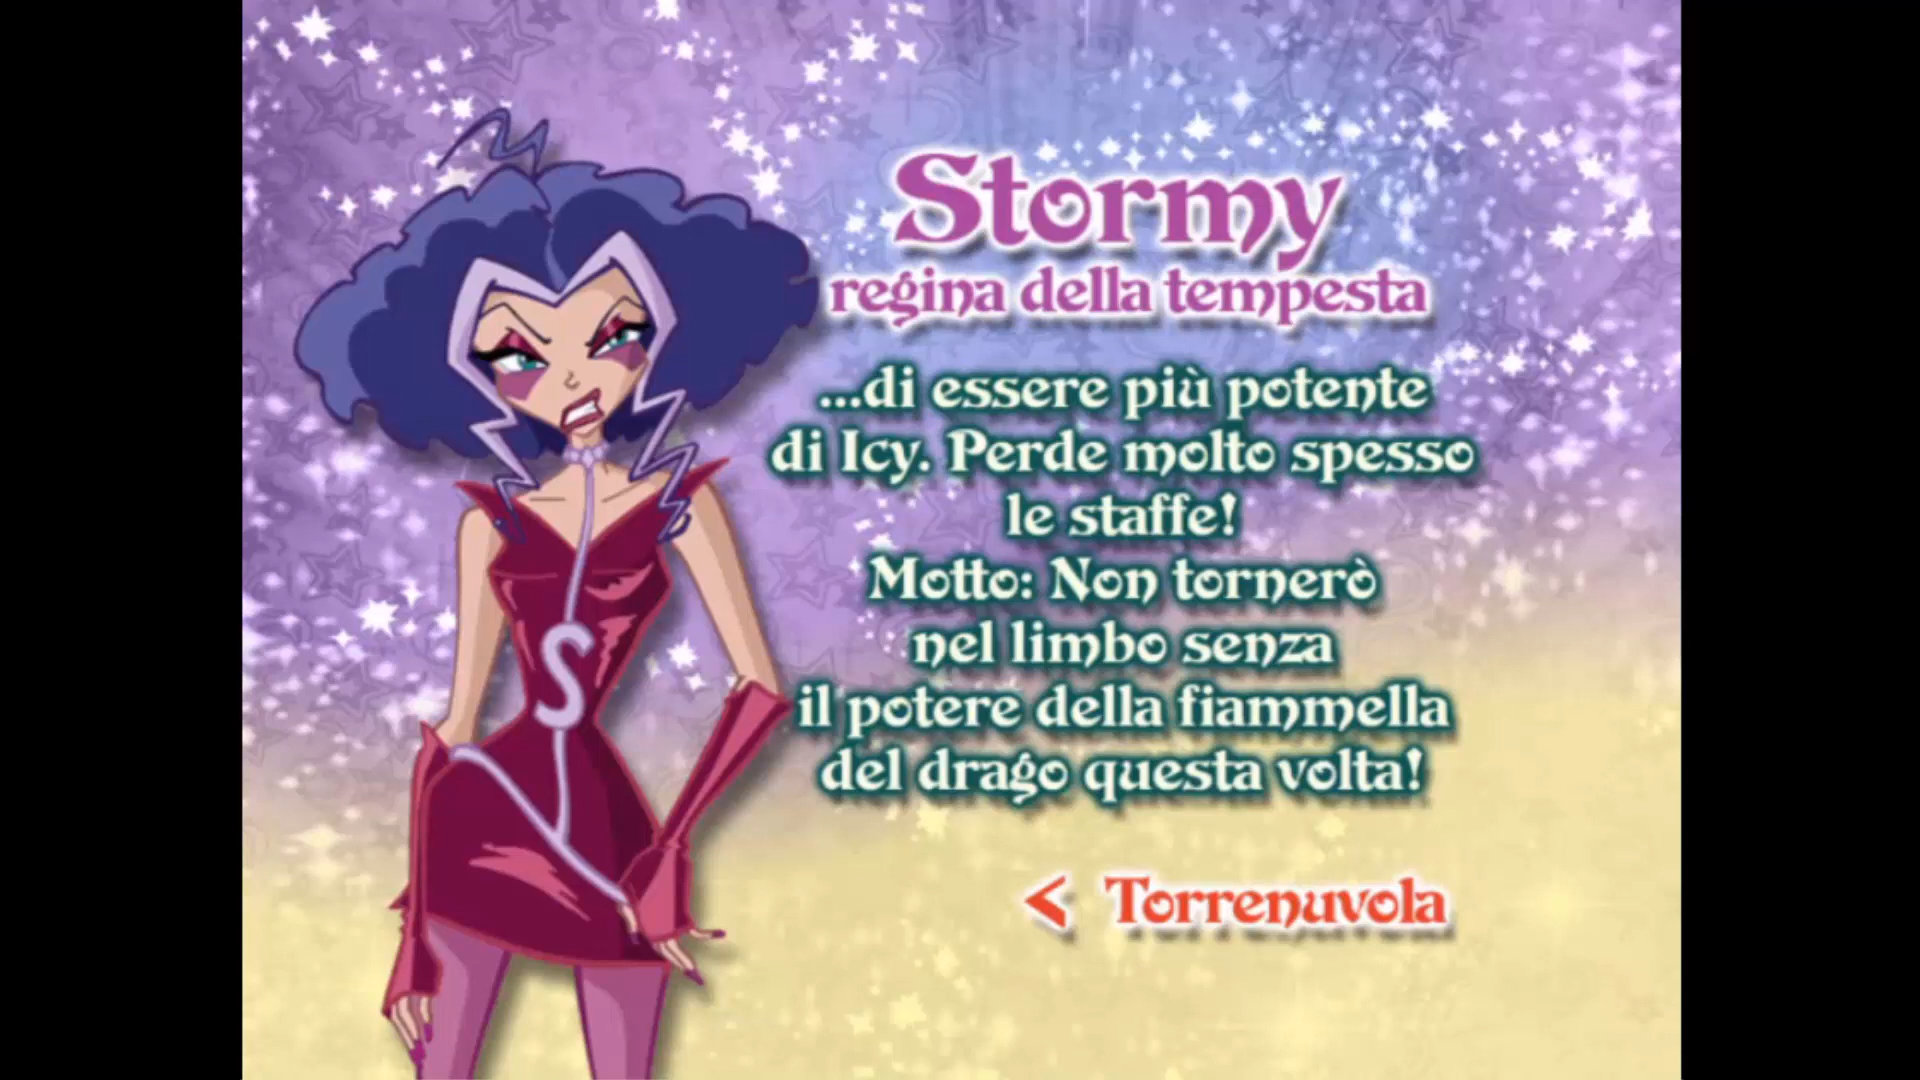 Stormy
regina della tempesta
...di essere più potente
di Icy. Perde molto spesso
le staffe!
Motto: Non tornerò
nel limbo senza
il potere della fiammella
del drago questa volta!
< Torrenuvola
S